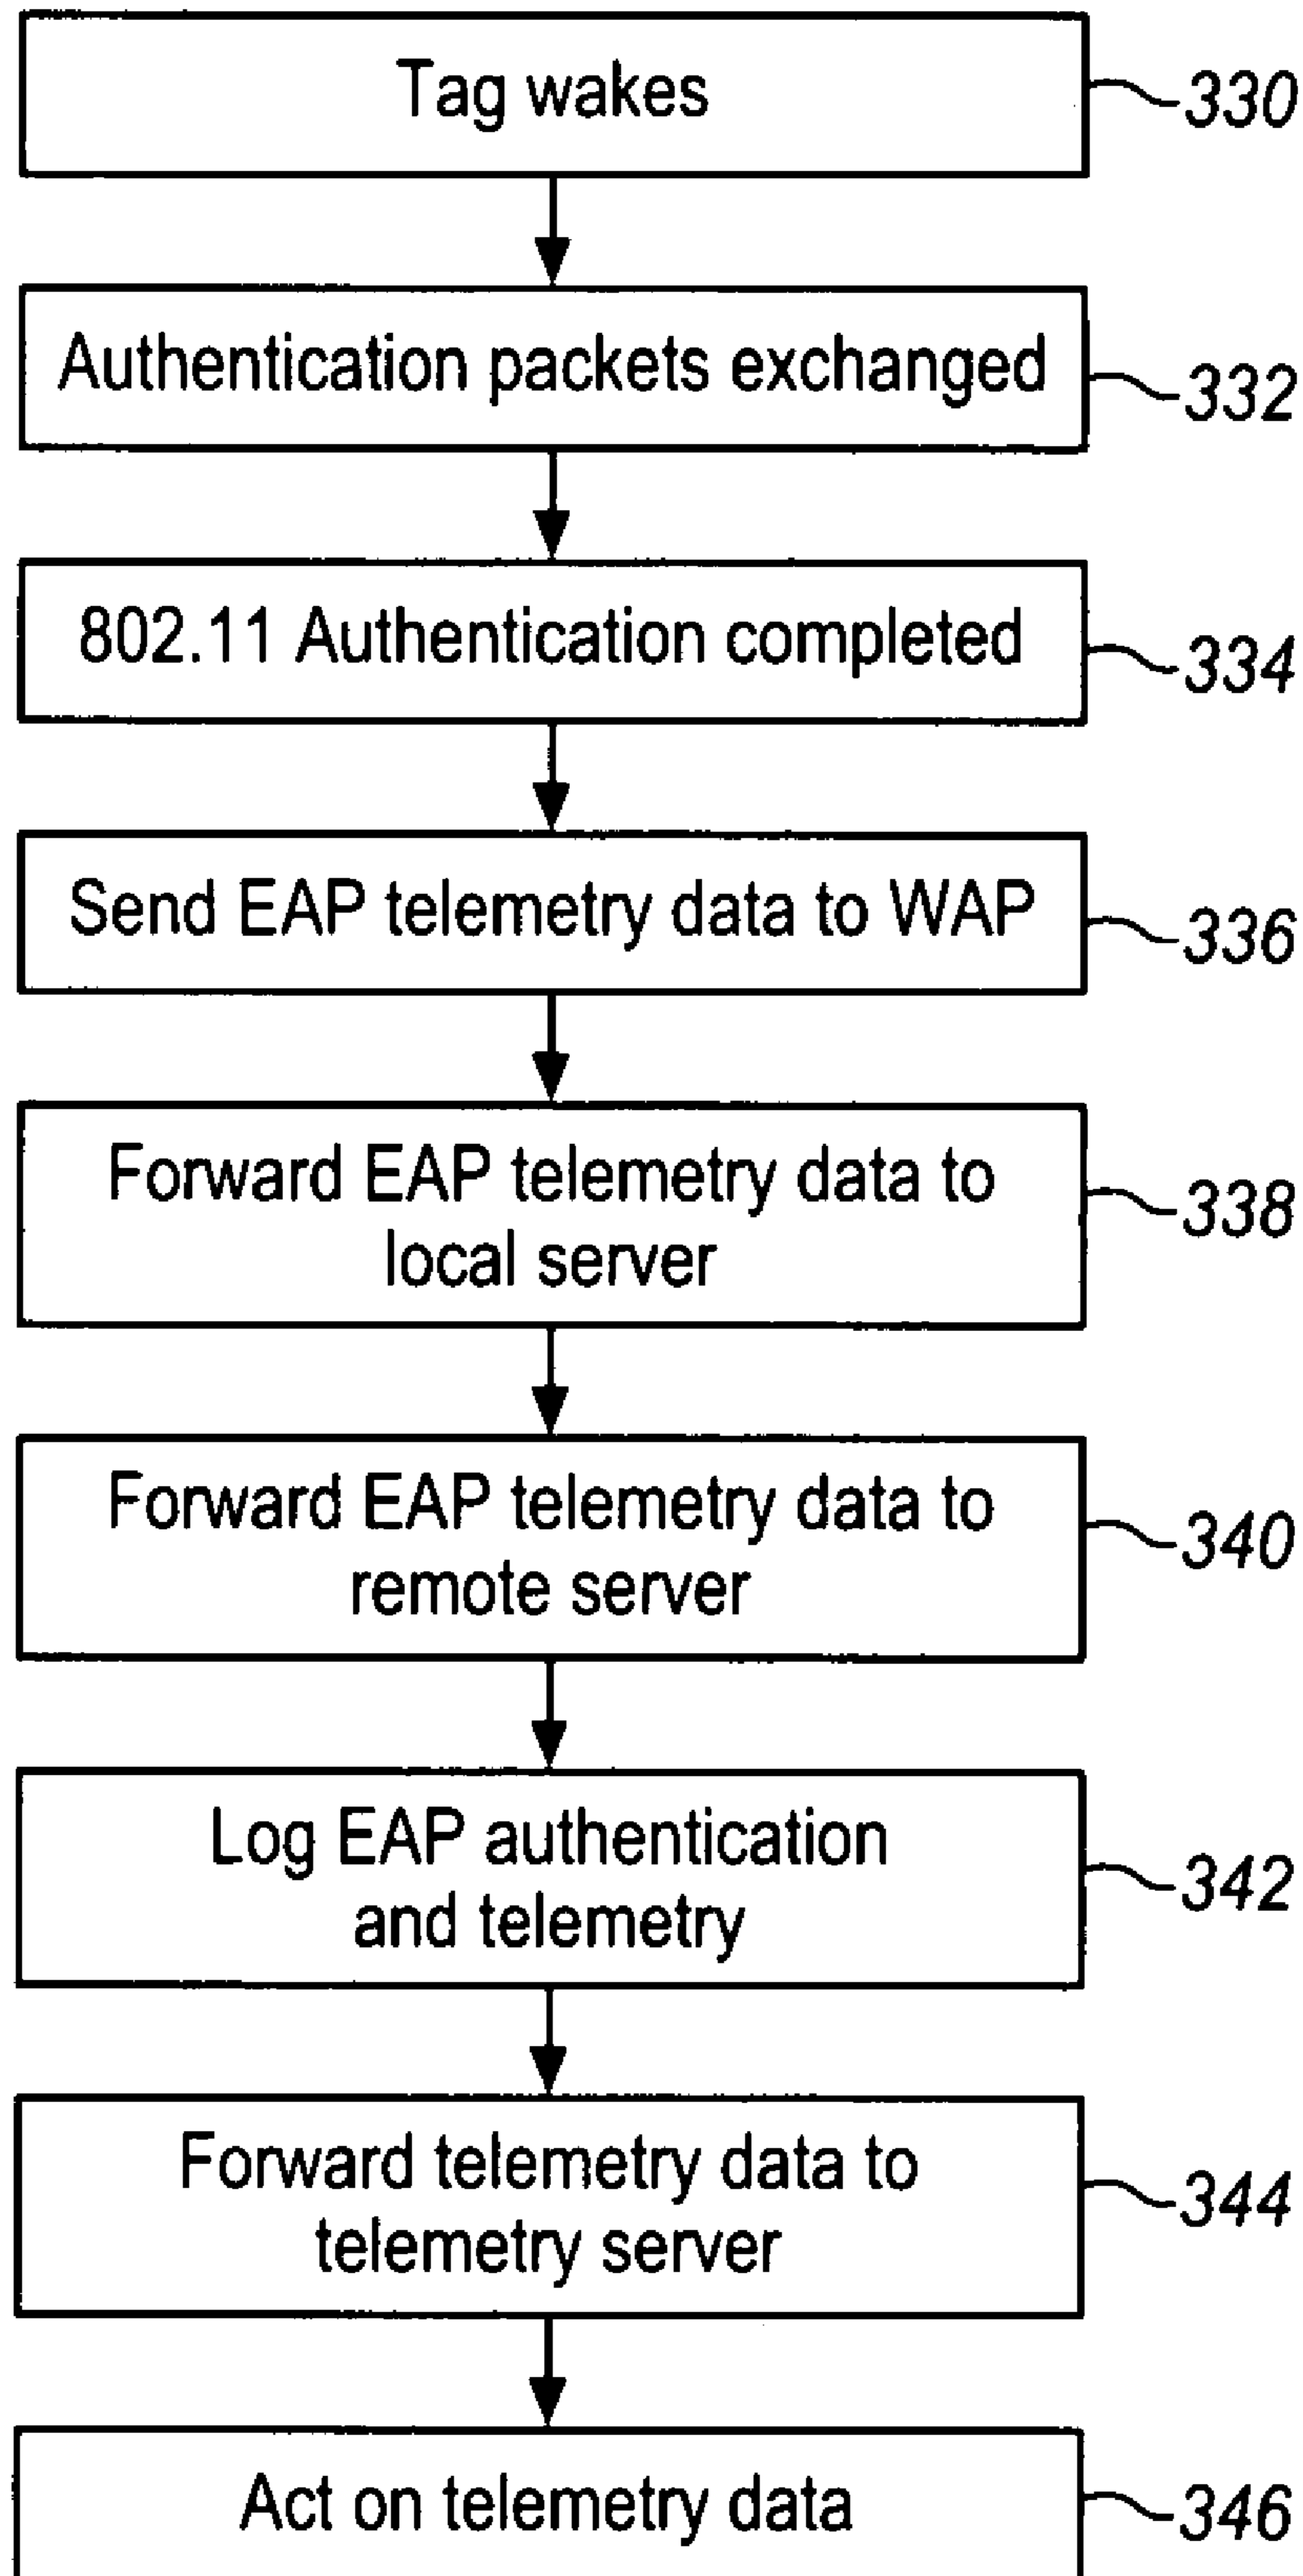 Tag wakes
330
Authentication packets exchanged
332
802.11 Authentication completed
334
Send EAP telemetry data to WAP
336
Forward EAP telemetry data to
local server
338
Forward EAP telemetry data to
remote server
340
Log EAP authentication
and telemetry
342
Forward telemetry data to
telemetry server
344
Act on telemetry data
346